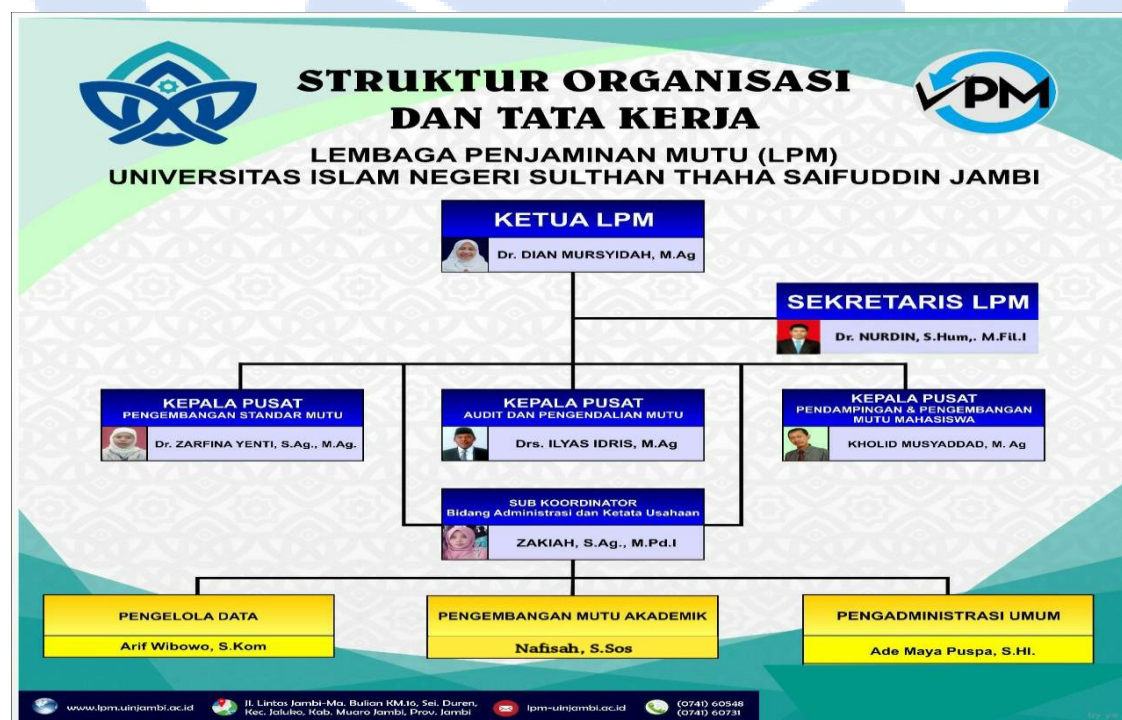 STRUKTUR ORGANISASI
DAN TATA KERJA
LEMBAGA PENJAMINAN MUTU (LPM)
UNIVERSITAS ISLAM NEGERI SULTHAN THAHA SAIFUDDIN JAMBI
LPM
KETUA LPM
Dr. DIAN MURSYIDAH, M.Ag
SEKRETARIS LPM
Dr. NURDIN, S.Hum,. M.Fil.I
KEPALA PUSAT
PENGEMBANGAN STANDAR MUTU
Dr. ZARFINA YENTI, S.Ag., M.Ag.
KEPALA PUSAT
AUDIT DAN PENGENDALIAN MUTU
Drs. ILYAS IDRIS, M.Ag
KEPALA PUSAT
PENDAMPINGAN & PENGEMBANGAN
MUTU MAHASISWA
KHOLID MUSYADDAD, M. Ag
SUB KOORDINATOR
Bidang Administrasi dan Ketata Usahaan
ZAKIAH, S.Ag., M.Pd.I
PENGELOLA DATA
Arif Wibowo, S.Kom
PENGEMBANGAN MUTU AKADEMIK
Nafisah, S.Sos
PENGADMINISTRASI UMUM
Ade Maya Puspa, S.HI.
www.lpm.uinjambi.ac.id
Jl. Lintas Jambi-Ma. Bulian KM.16, Sei. Duren,
Kec. Jaluko, Kab. Muaro Jambi, Prov. Jambi
lpm-uinjambi.ac.id
(0741) 60548
(0741) 60731